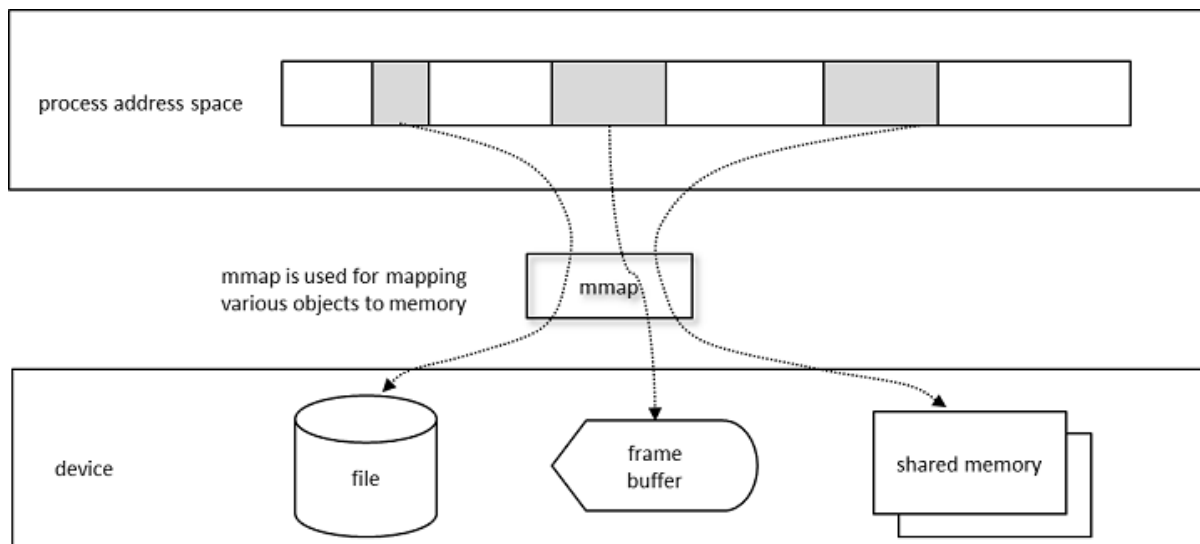 process address space
mmap is used for mapping
various objects to memory
mmap
device
file
frame
buffer
shared memory